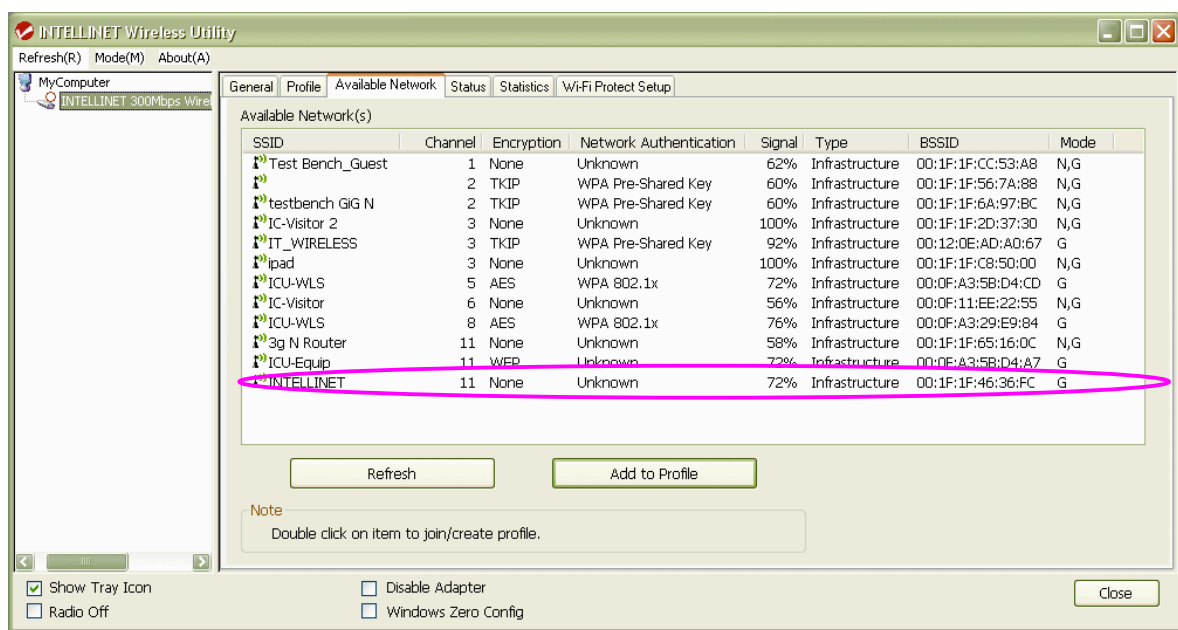 INTELLINET Wireless Utility
Refresh(R) Mode(M) About(A)
MyComputer
INTELLINET 300Mbps Wirel
General Profile Available Network Status Statistics Wi-Fi Protect Setup
Available Network(s)
SSID Channel Encryption Network Authentication Signal Type BSSID Mode
Test Bench_Guest 1 None Unknown 62% Infrastructure 00:1F:1F:CC:53:A8 N,G
2 TKIP WPA Pre-Shared Key 60% Infrastructure 00:1F:1F:56:7A:88 N,G
testbench GiG N 2 TKIP WPA Pre-Shared Key 60% Infrastructure 00:1F:1F:6A:97:BC N,G
IC-Visitor 2 3 None Unknown 100% Infrastructure 00:1F:1F:2D:37:30 N,G
IT_WIRELESS 3 TKIP WPA Pre-Shared Key 92% Infrastructure 00:12:0E:AD:A0:67 G
ipad 3 None Unknown 100% Infrastructure 00:1F:1F:C8:50:00 N,G
ICU-WLS 5 AES WPA 802.1x 72% Infrastructure 00:0F:A3:5B:D4:CD G
IC-Visitor 6 None Unknown 56% Infrastructure 00:0F:11:EE:22:55 N,G
ICU-WLS 8 AES WPA 802.1x 76% Infrastructure 00:0F:A3:29:E9:84 G
3g N Router 11 None Unknown 58% Infrastructure 00:1F:1F:65:16:0C N,G
ICU-Equip 11 WEP Unknown 72% Infrastructure 00:0F:A3:5B:D4:A7 G
INTELLINET 11 None Unknown 72% Infrastructure 00:1F:1F:46:36:FC G
Refresh Add to Profile
Note
Double click on item to join/create profile.
Show Tray Icon Disable Adapter Close
Radio Off Windows Zero Config